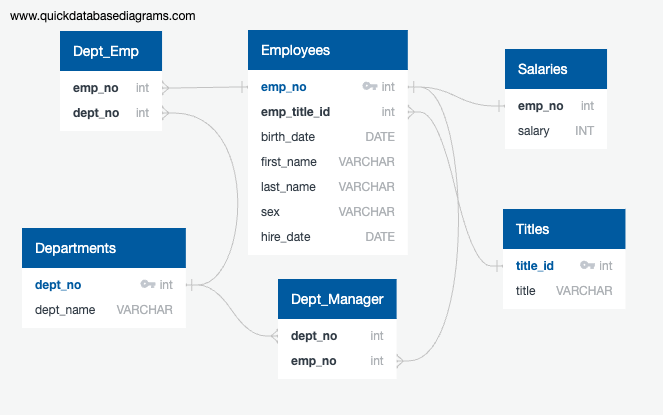 www.quickdatabasediagrams.com
Dept_Emp
emp_no int
dept_no int
Employees
emp_no int
emp_title_id int
birth_date DATE
first_name VARCHAR
last_name VARCHAR
sex VARCHAR
hire_date DATE
Salaries
emp_no int
salary INT
Departments
dept_no int
dept_name VARCHAR
Dept_Manager
dept_no int
emp_no int
Titles
title_id int
title VARCHAR